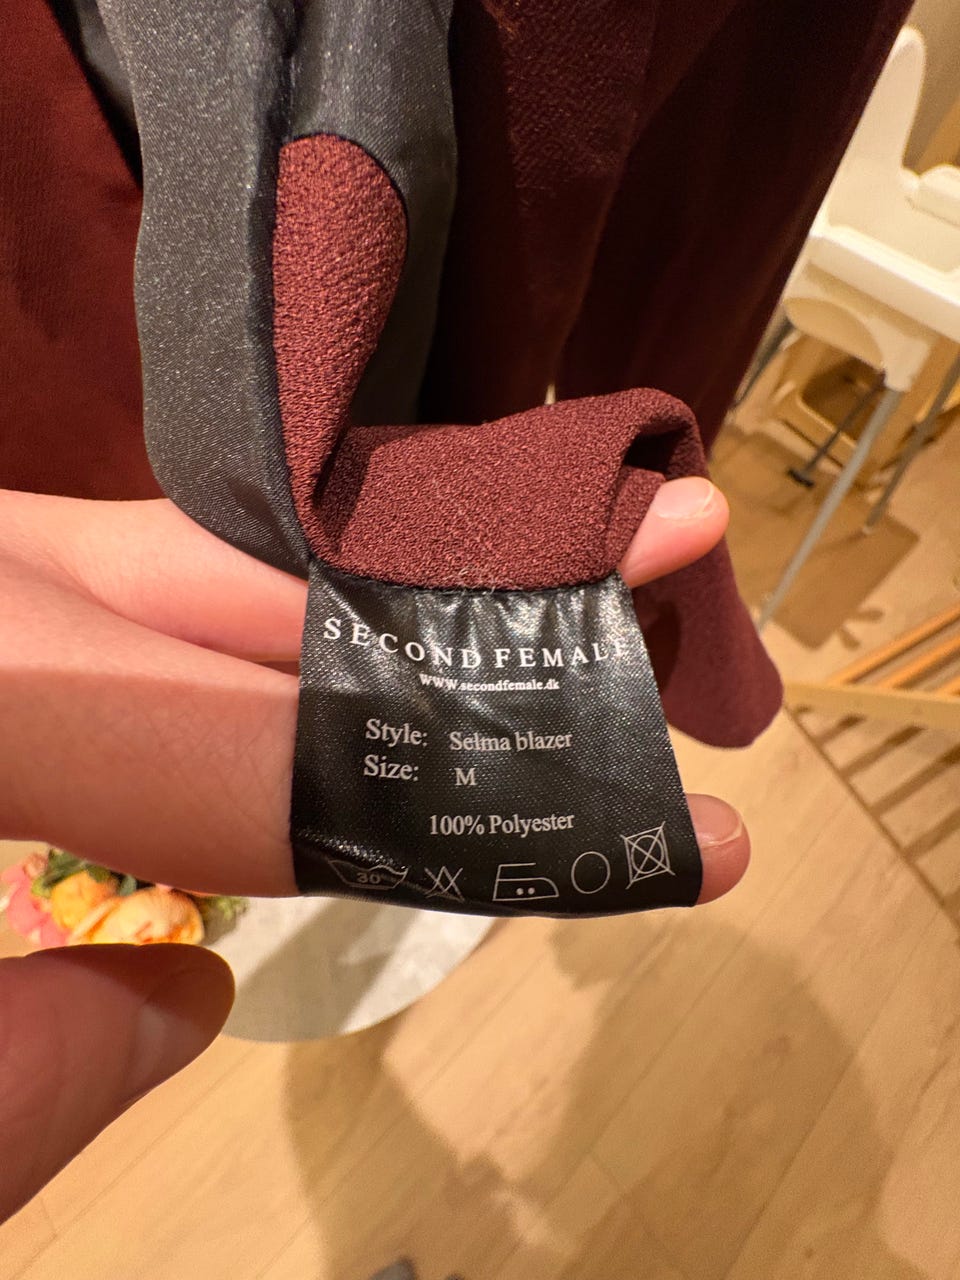 SECOND FEMALE
www.secondfemale.dk
Style: Selma blazer
Size: M
100% Polyester
30°